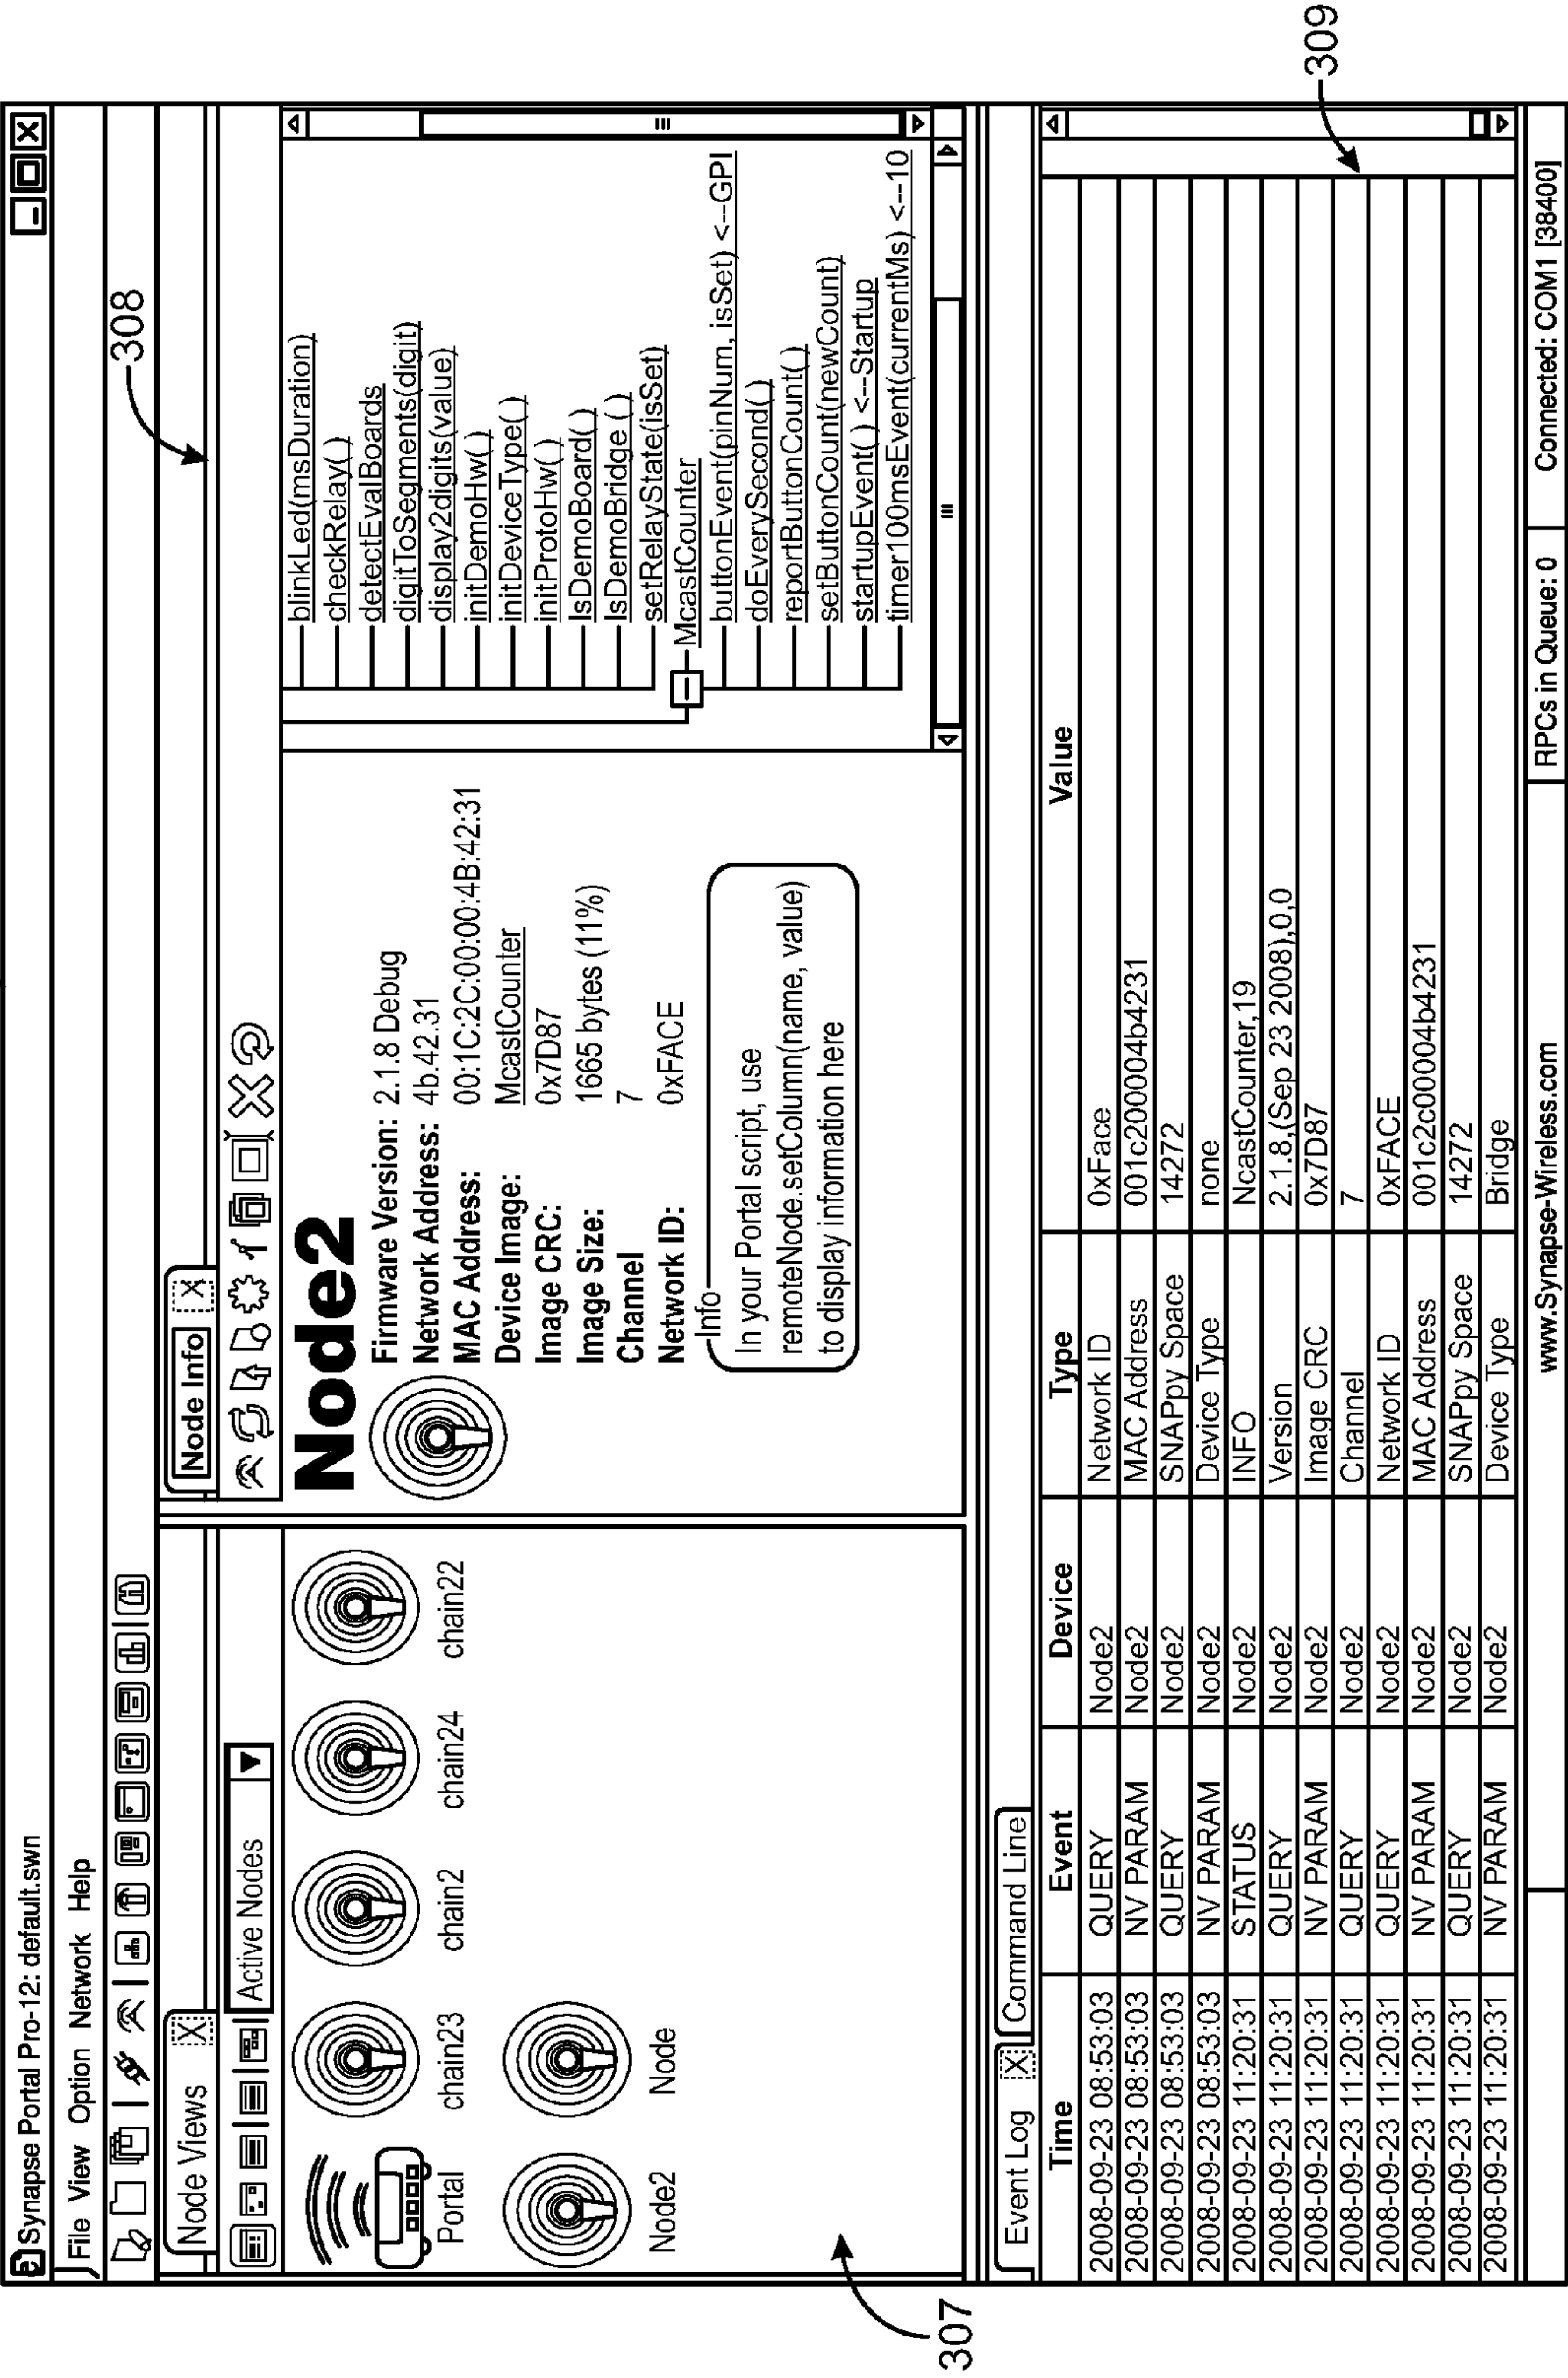 Synapse Portal Pro-12: default.swn
File View Option Network Help
308
Node Views
Active Nodes
Portal
chain23
chain2
chain24
chain22
Node2
Node
307
Node Info
Node2
Firmware Version: 2.1.8 Debug
Network Address: 4b.42.31
MAC Address: 00:1C:2C:00:00:4B:42:31
Device Image: McastCounter
Image CRC: 0x7D87
Image Size: 1665 bytes (11%)
Channel 7
Network ID: 0xFACE
Info
In your Portal script, use
remoteNode.setColumn(name, value)
to display information here
blinkLed(msDuration)
checkRelay( )
detectEvalBoards
digitToSegments(digit)
display2digits(value)
initDemoHw( )
initDeviceType( )
initProtoHw( )
IsDemoBoard( )
IsDemoBridge ( )
setRelayState(isSet)
McastCounter
buttonEvent(pinNum, isSet) <--GPI
doEverySecond( )
reportButtonCount( )
setButtonCount(newCount)
startupEvent( ) <--Startup
timer100msEvent(currentMs) <--10
Event Log
Command Line
309
Time Event Device Type Value
2008-09-23 08:53:03 QUERY Node2 Network ID 0xFace
2008-09-23 08:53:03 NV PARAM Node2 MAC Address 001c200004b4231
2008-09-23 08:53:03 QUERY Node2 SNAPpy Space 14272
2008-09-23 08:53:03 NV PARAM Node2 Device Type none
2008-09-23 11:20:31 STATUS Node2 INFO NcastCounter,19
2008-09-23 11:20:31 QUERY Node2 Version 2.1.8,(Sep 23 2008),0,0
2008-09-23 11:20:31 NV PARAM Node2 Image CRC 0x7D87
2008-09-23 11:20:31 QUERY Node2 Channel 7
2008-09-23 11:20:31 QUERY Node2 Network ID 0xFACE
2008-09-23 11:20:31 NV PARAM Node2 MAC Address 001c2c00004b4231
2008-09-23 11:20:31 QUERY Node2 SNAPpy Space 14272
2008-09-23 11:20:31 NV PARAM Node2 Device Type Bridge
www.Synapse-Wireless.com RPCs in Queue: 0 Connected: COM1 [38400]